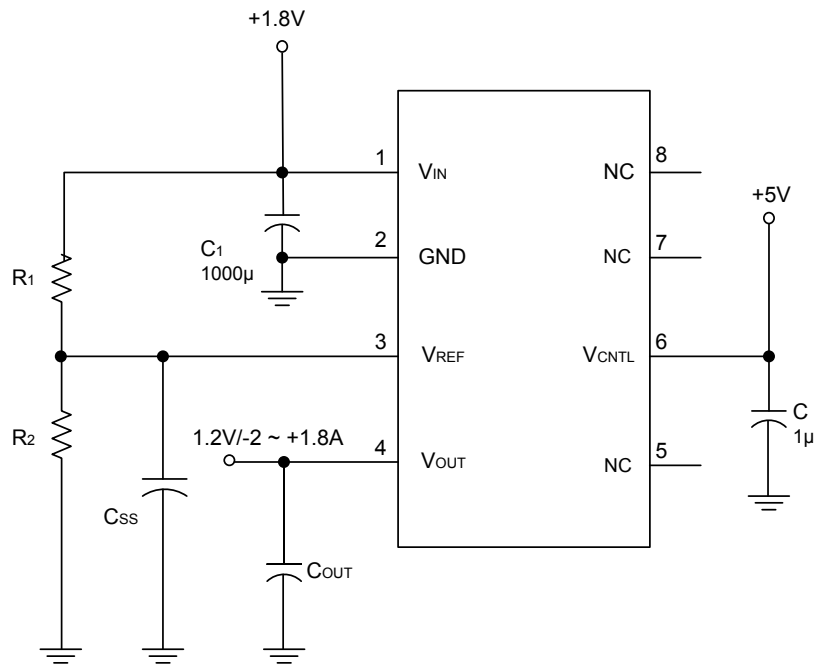 +1.8V
1
VIN
NC
8
+5V
C1
1000µ
2
GND
NC
7
R1
3
VREF
VCNTL
6
C
1µ
R2
1.2V/-2 ~ +1.8A
4
VOUT
NC
5
CSS
COUT